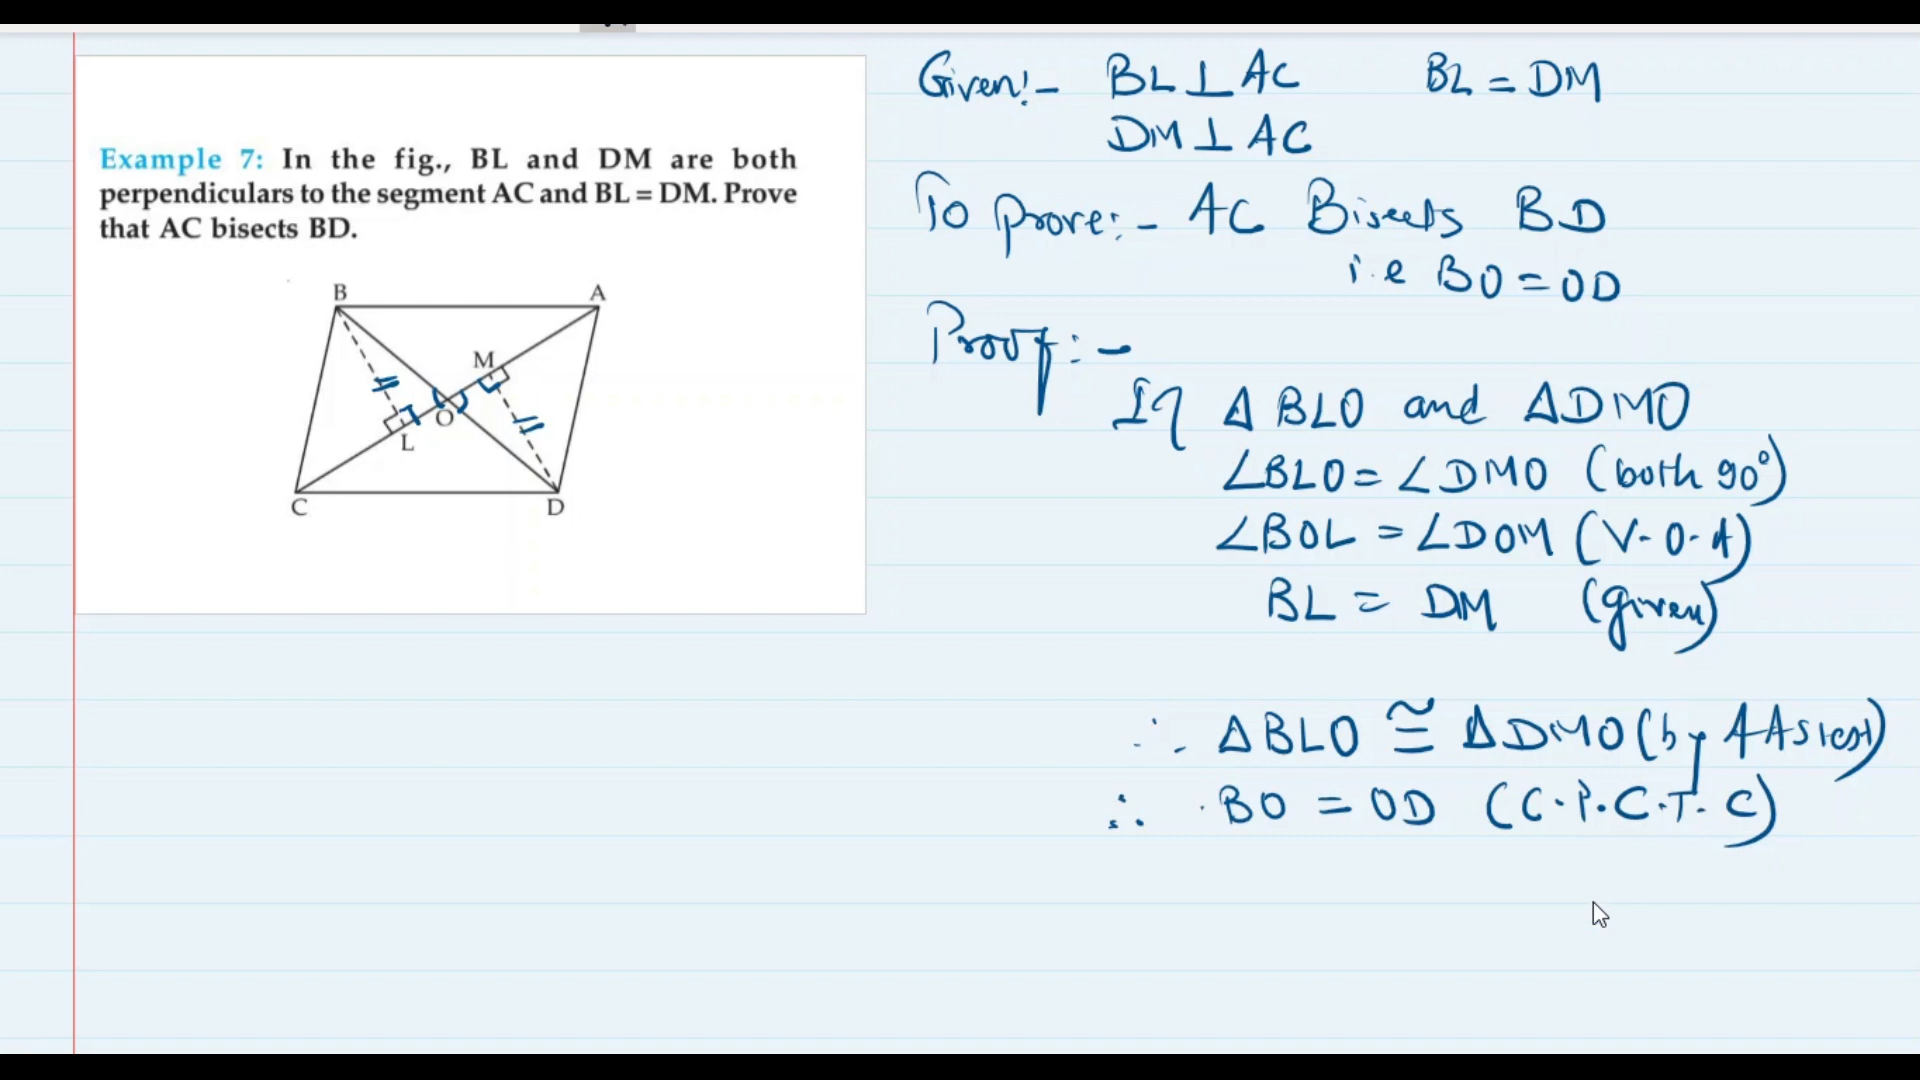 Example 7: In the fig., BL and DM are both
perpendiculars to the segment AC and BL = DM. Prove
that AC bisects BD.
B
A
M
O
L
C
D
Given:- BL ⊥ AC BL = DM
DM ⊥ AC
To prove:- AC Bisects BD
i.e BO = OD
Proof:-
In Δ BLO and ΔDMO
∠BLO = ∠DMO (both 90°)
∠BOL = ∠DOM (V.O.A)
BL = DM (given)
∴ ΔBLO ≅ ΔDMO (by AAS test)
∴ BO = OD (C.P.C.T.C)